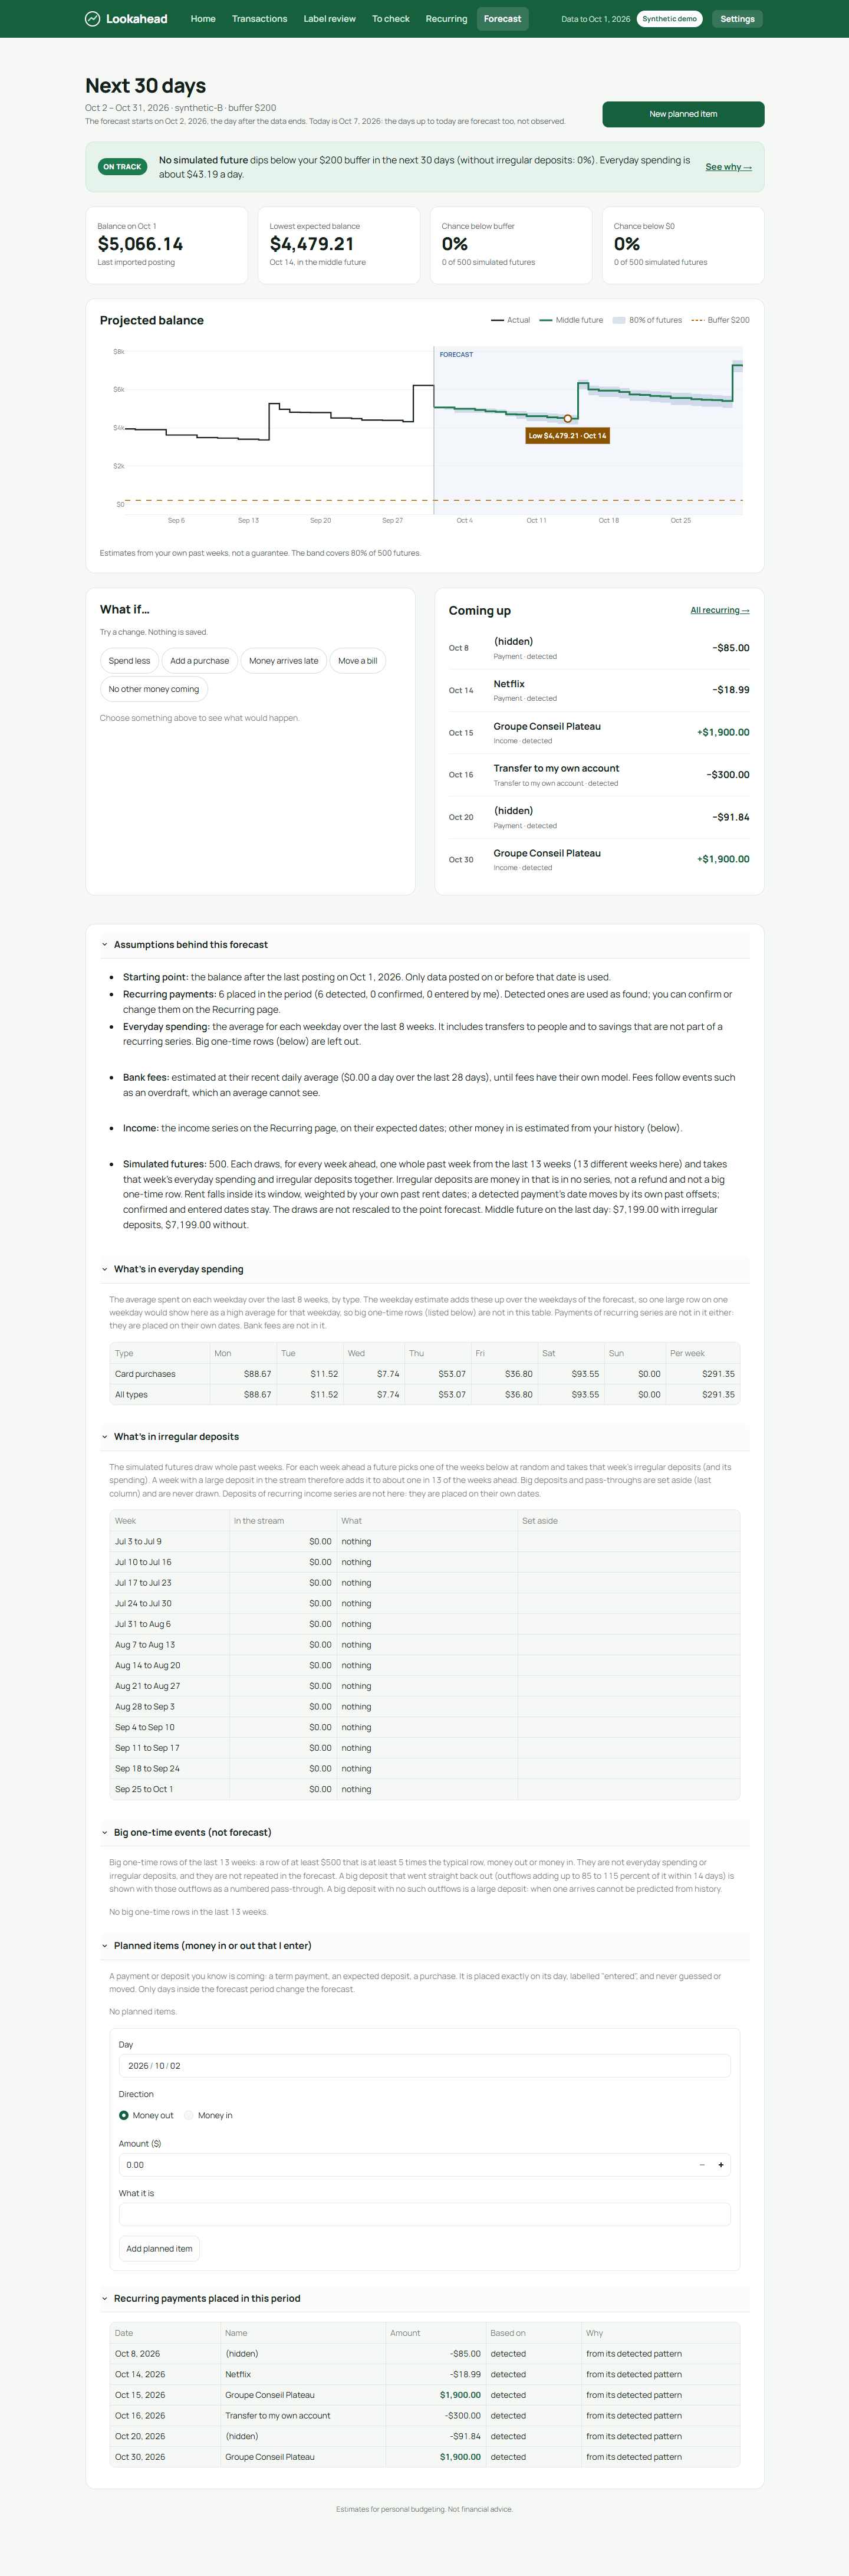 Lookahead
Home
Transactions
Label review
To check
Recurring
Forecast
Data to Oct 1, 2026
Synthetic demo
Settings
Next 30 days
Oct 2 – Oct 31, 2026 · synthetic-B · buffer $200
The forecast starts on Oct 2, 2026, the day after the data ends. Today is Oct 7, 2026: the days up to today are forecast too, not observed.
New planned item
ON TRACK
No simulated future dips below your $200 buffer in the next 30 days (without irregular deposits: 0%). Everyday spending is
about $43.19 a day.
See why →
Balance on Oct 1
$5,066.14
Last imported posting
Lowest expected balance
$4,479.21
Oct 14, in the middle future
Chance below buffer
0%
0 of 500 simulated futures
Chance below $0
0%
0 of 500 simulated futures
Projected balance
Actual
Middle future
80% of futures
Buffer $200
FORECAST
$8k
$6k
$4k
$2k
$0
Low $4,479.21 · Oct 14
Sep 6
Sep 13
Sep 20
Sep 27
Oct 4
Oct 11
Oct 18
Oct 25
Estimates from your own past weeks, not a guarantee. The band covers 80% of 500 futures.
What if…
Try a change. Nothing is saved.
Spend less
Add a purchase
Money arrives late
Move a bill
No other money coming
Choose something above to see what would happen.
Coming up
All recurring →
Oct 8
(hidden)
Payment · detected
−$85.00
Oct 14
Netflix
Payment · detected
−$18.99
Oct 15
Groupe Conseil Plateau
Income · detected
+$1,900.00
Oct 16
Transfer to my own account
Transfer to my own account · detected
−$300.00
Oct 20
(hidden)
Payment · detected
−$91.84
Oct 30
Groupe Conseil Plateau
Income · detected
+$1,900.00
Assumptions behind this forecast
• Starting point: the balance after the last posting on Oct 1, 2026. Only data posted on or before that date is used.
• Recurring payments: 6 placed in the period (6 detected, 0 confirmed, 0 entered by me). Detected ones are used as found; you can confirm or
change them on the Recurring page.
• Everyday spending: the average for each weekday over the last 8 weeks. It includes transfers to people and to savings that are not part of a
recurring series. Big one-time rows (below) are left out.
• Bank fees: estimated at their recent daily average ($0.00 a day over the last 28 days), until fees have their own model. Fees follow events such
as an overdraft, which an average cannot see.
• Income: the income series on the Recurring page, on their expected dates; other money in is estimated from your history (below).
• Simulated futures: 500. Each draws, for every week ahead, one whole past week from the last 13 weeks (13 different weeks here) and takes
that week's everyday spending and irregular deposits together. Irregular deposits are money in that is in no series, not a refund and not a big
one-time row. Rent falls inside its window, weighted by your own past rent dates; a detected payment's date moves by its own past offsets;
confirmed and entered dates stay. The draws are not rescaled to the point forecast. Middle future on the last day: $7,199.00 with irregular
deposits, $7,199.00 without.
What's in everyday spending
The average spent on each weekday over the last 8 weeks, by type. The weekday estimate adds these up over the weekdays of the forecast, so one large row on one
weekday would show here as a high average for that weekday, so big one-time rows (listed below) are not in this table. Payments of recurring series are not in it either:
they are placed on their own dates. Bank fees are not in it.
Type Mon Tue Wed Thu Fri Sat Sun Per week
Card purchases $88.67 $11.52 $7.74 $53.07 $36.80 $93.55 $0.00 $291.35
All types $88.67 $11.52 $7.74 $53.07 $36.80 $93.55 $0.00 $291.35
What's in irregular deposits
The simulated futures draw whole past weeks. For each week ahead a future picks one of the weeks below at random and takes that week's irregular deposits (and its
spending). A week with a large deposit in the stream therefore adds it to about one in 13 of the weeks ahead. Big deposits and pass-throughs are set aside (last
column) and are never drawn. Deposits of recurring income series are not here: they are placed on their own dates.
Week In the stream What Set aside
Jul 3 to Jul 9 $0.00 nothing
Jul 10 to Jul 16 $0.00 nothing
Jul 17 to Jul 23 $0.00 nothing
Jul 24 to Jul 30 $0.00 nothing
Jul 31 to Aug 6 $0.00 nothing
Aug 7 to Aug 13 $0.00 nothing
Aug 14 to Aug 20 $0.00 nothing
Aug 21 to Aug 27 $0.00 nothing
Aug 28 to Sep 3 $0.00 nothing
Sep 4 to Sep 10 $0.00 nothing
Sep 11 to Sep 17 $0.00 nothing
Sep 18 to Sep 24 $0.00 nothing
Sep 25 to Oct 1 $0.00 nothing
Big one-time events (not forecast)
Big one-time rows of the last 13 weeks: a row of at least $500 that is at least 5 times the typical row, money out or money in. They are not everyday spending or
irregular deposits, and they are not repeated in the forecast. A big deposit that went straight back out (outflows adding up to 85 to 115 percent of it within 14 days) is
shown with those outflows as a numbered pass-through. A big deposit with no such outflows is a large deposit: when one arrives cannot be predicted from history.
No big one-time rows in the last 13 weeks.
Planned items (money in or out that I enter)
A payment or deposit you know is coming: a term payment, an expected deposit, a purchase. It is placed exactly on its day, labelled "entered", and never guessed or
moved. Only days inside the forecast period change the forecast.
No planned items.
Day
2026 / 10 / 02
Direction
Money out
Money in
Amount ($)
0.00
− +
What it is
Add planned item
Recurring payments placed in this period
Date Name Amount Based on Why
Oct 8, 2026 (hidden) -$85.00 detected from its detected pattern
Oct 14, 2026 Netflix -$18.99 detected from its detected pattern
Oct 15, 2026 Groupe Conseil Plateau $1,900.00 detected from its detected pattern
Oct 16, 2026 Transfer to my own account -$300.00 detected from its detected pattern
Oct 20, 2026 (hidden) -$91.84 detected from its detected pattern
Oct 30, 2026 Groupe Conseil Plateau $1,900.00 detected from its detected pattern
Estimates for personal budgeting. Not financial advice.